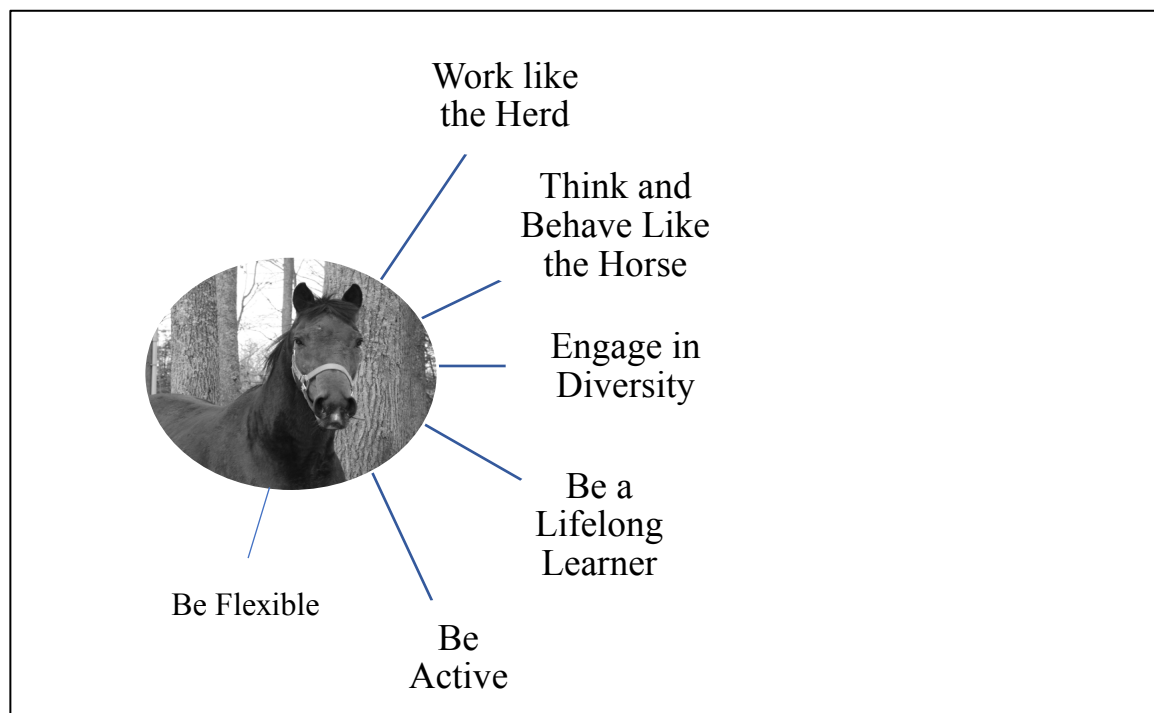 Work like
the Herd
Think and
Behave Like
the Horse
Engage in
Diversity
Be a
Lifelong
Learner
Be
Active
Be Flexible